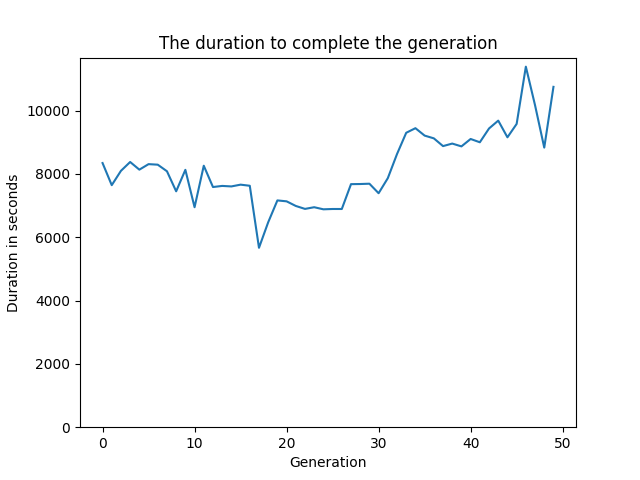 The duration to complete the generation
10000
8000
6000
4000
2000
0
Duration in seconds
0 10 20 30 40 50
Generation